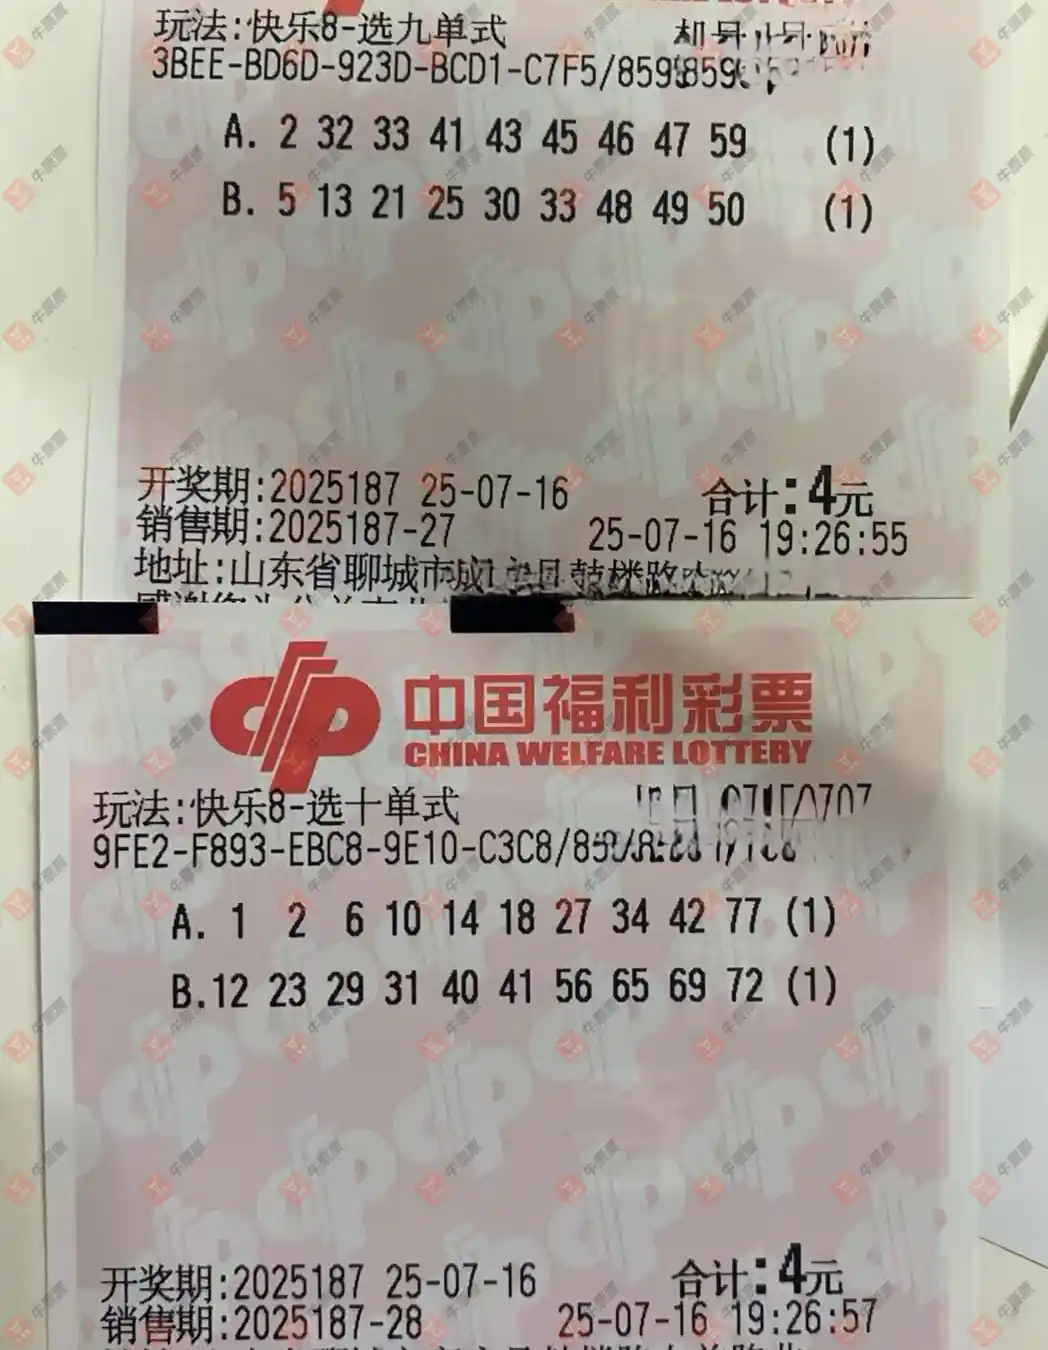 玩法:快乐8-选九单式
3BEE-BD6D-923D-BCD1-C7F5/859
A. 2 32 33 41 43 45 46 47 59 (1)
B. 5 13 21 25 30 33 48 49 50 (1)
开奖期:2025187 25-07-16 合计:4元
销售期:2025187-27 25-07-16 19:26:55
地址:山东省聊城市
中国福利彩票
CHINA WELFARE LOTTERY
玩法:快乐8-选十单式
9FE2-F893-EBC8-9E10-C3C8/8
A. 1 2 6 10 14 18 27 34 42 77 (1)
B.12 23 29 31 40 41 56 65 69 72 (1)
开奖期:2025187 25-07-16 合计:4元
销售期:2025187-28 25-07-16 19:26:57